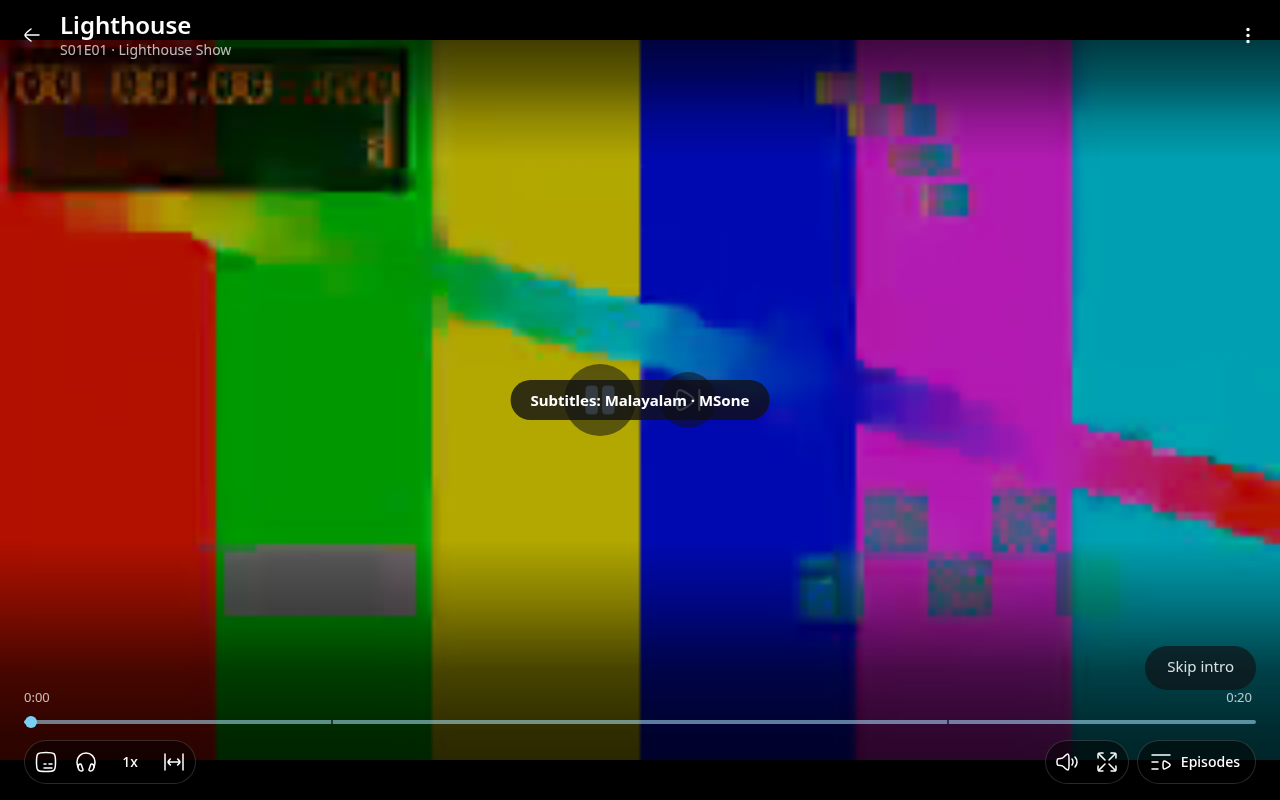 Lighthouse
S01E01 · Lighthouse Show
Subtitles: Malayalam · MSone
Skip intro
0:00
0:20
1x
Episodes